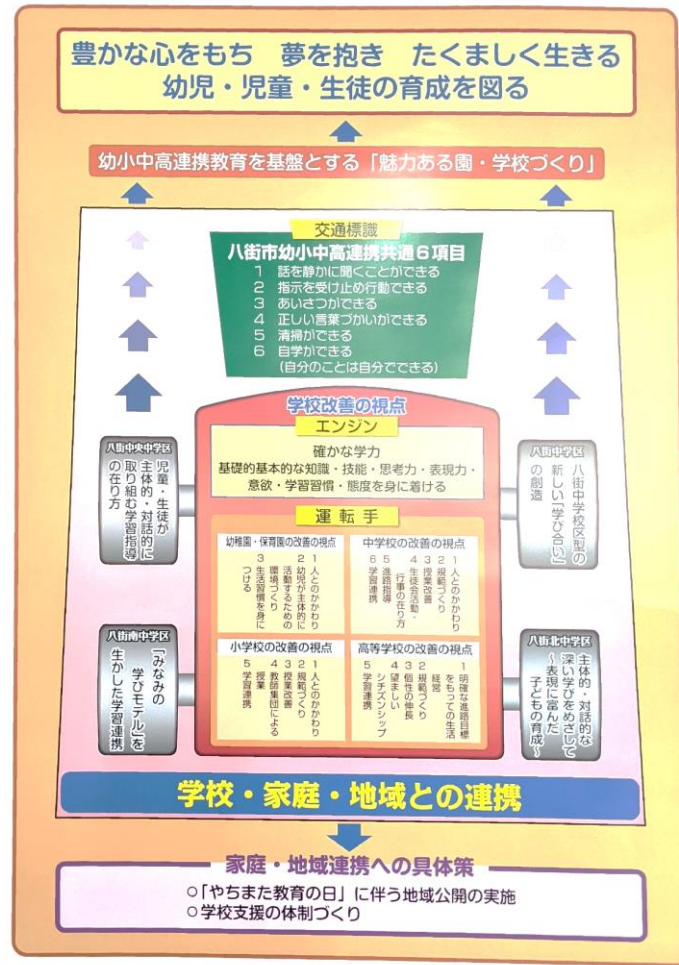 豊かな心をもち 夢を抱き たくましく生きる
幼児・児童・生徒の育成を図る
幼小中高連携教育を基盤とする「魅力ある園・学校づくり」
交通標識
八街市幼小中高連携共通6項目
1 話を静かに聞くことができる
2 指示を受け止め行動できる
3 あいさつができる
4 正しい言葉づかいができる
5 清掃ができる
6 自学ができる
(自分のことは自分でできる)
学校改善の視点
エンジン
確かな学力
基礎的基本的な知識・技能・思考力・表現力・
意欲・学習習慣・態度を身に着ける
運転手
幼稚園・保育園の改善の視点
1 人とのかかわり
2 幼児が主体的に
活動するための
環境づくり
3 生活習慣を身に
つける
中学校の改善の視点
1 人とのかかわり
2 規範づくり
3 授業改善
4 生徒会活動・
行事の在り方
5 進路指導
6 学習連携
小学校の改善の視点
1 人とのかかわり
2 規範づくり
3 授業改善
4 教師集団による
授業
5 学習連携
高等学校の改善の視点
1 明確な進路目標
をもっての生活
経営
2 規範づくり
3 個性の伸長
4 望ましい
シチズンシップ
5 学習連携
八街中央中学区
児童・生徒が
主体的・対話的に
取り組む学習指導
の在り方
八街中学区
八街中学校区型の
新しい「学び合い」
の創造
八街南中学区
「みなみの
学びモデル」を
生かした学習連携
八街北中学区
主体的・対話的な
深い学びをめざして
~表現に富んだ
子どもの育成~
学校・家庭・地域との連携
家庭・地域連携への具体策
○「やちまた教育の日」に伴う地域公開の実施
○学校支援の体制づくり